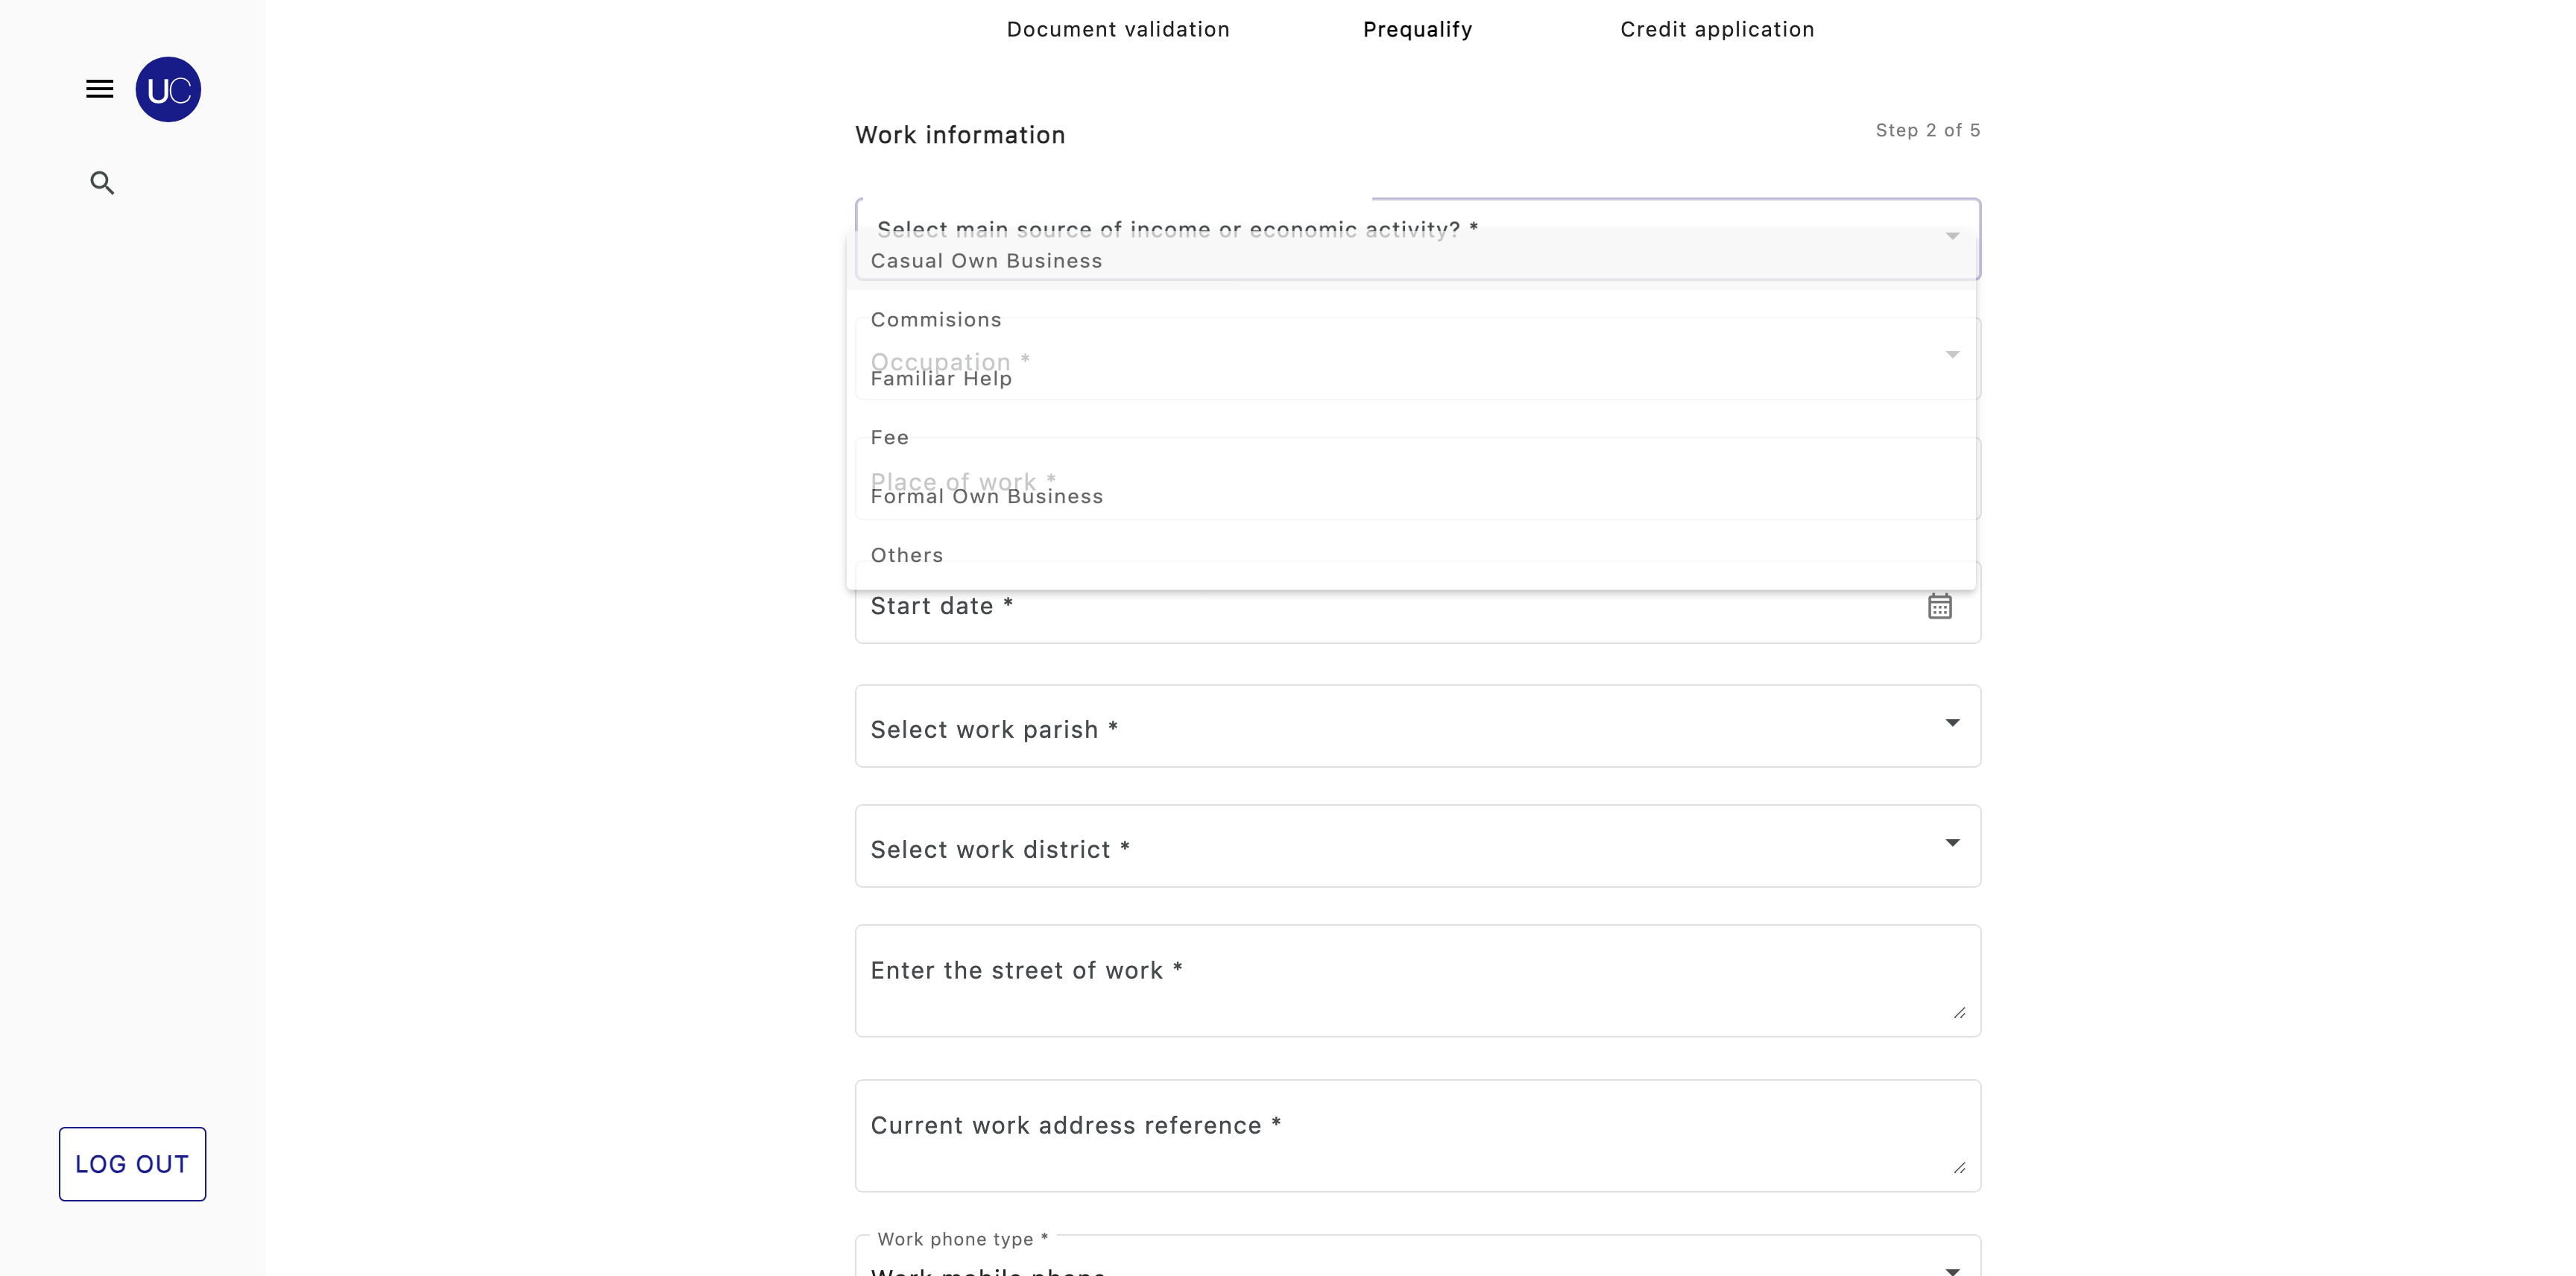 Document validation
Prequalify
Credit application
UC
Work information
Step 2 of 5
Select main source of income or economic activity? *
Casual Own Business
Commisions
Occupation *
Familiar Help
Fee
Place of work *
Formal Own Business
Others
Start date *
Select work parish *
Select work district *
Enter the street of work *
Current work address reference *
LOG OUT
Work phone type *
Work mobile phone